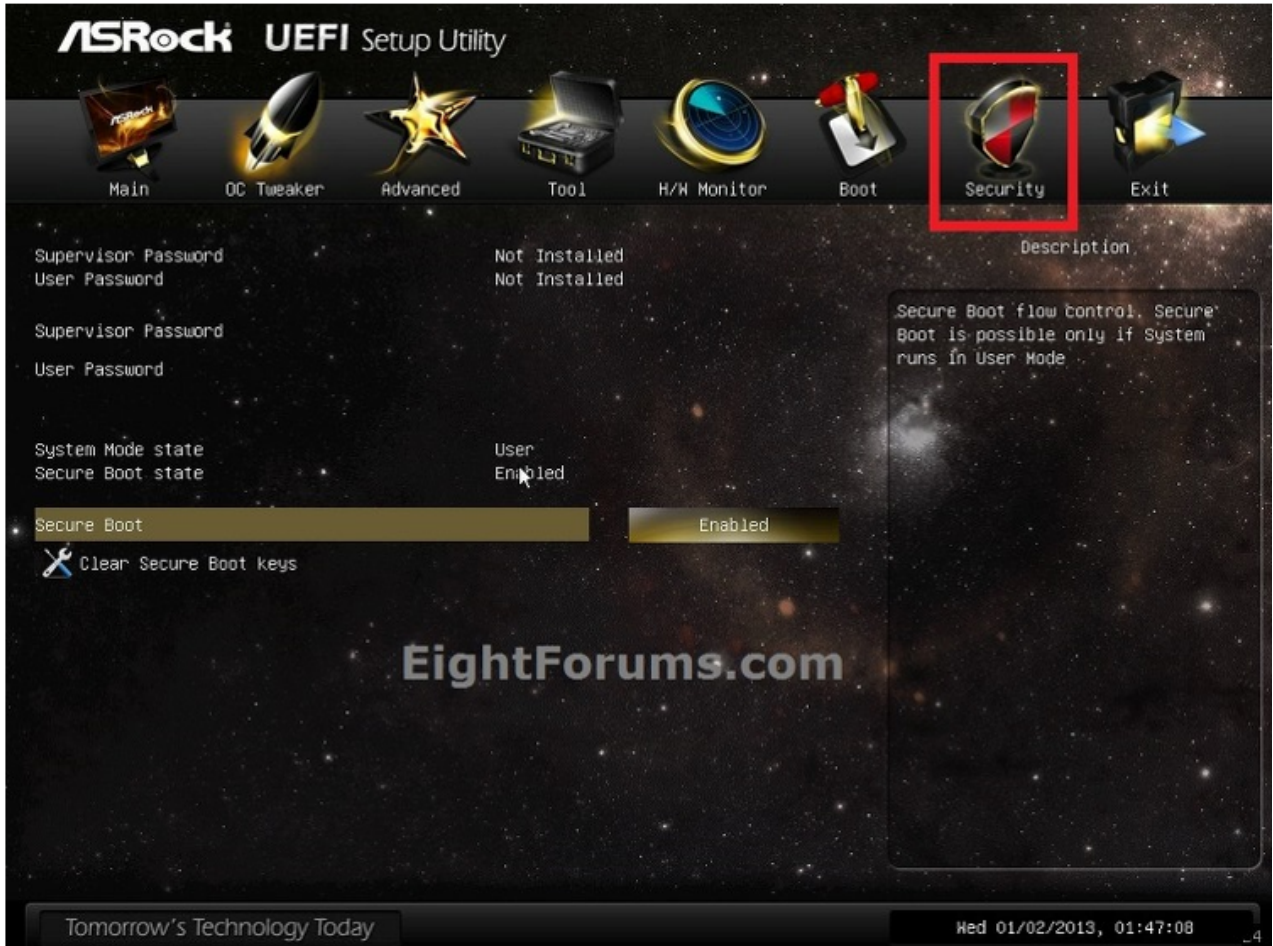 ASRock UEFI Setup Utility
ASRock
Main OC Tweaker Advanced Tool H/W Monitor Boot Security Exit
Supervisor Password Not Installed
User Password Not Installed
Supervisor Password
User Password
System Mode state User
Secure Boot state Enabled
Secure Boot Enabled
Clear Secure Boot keys
Description
Secure Boot flow control. Secure
Boot is possible only if System
runs in User Mode
EightForums.com
Tomorrow's Technology Today
Wed 01/02/2013, 01:47:08